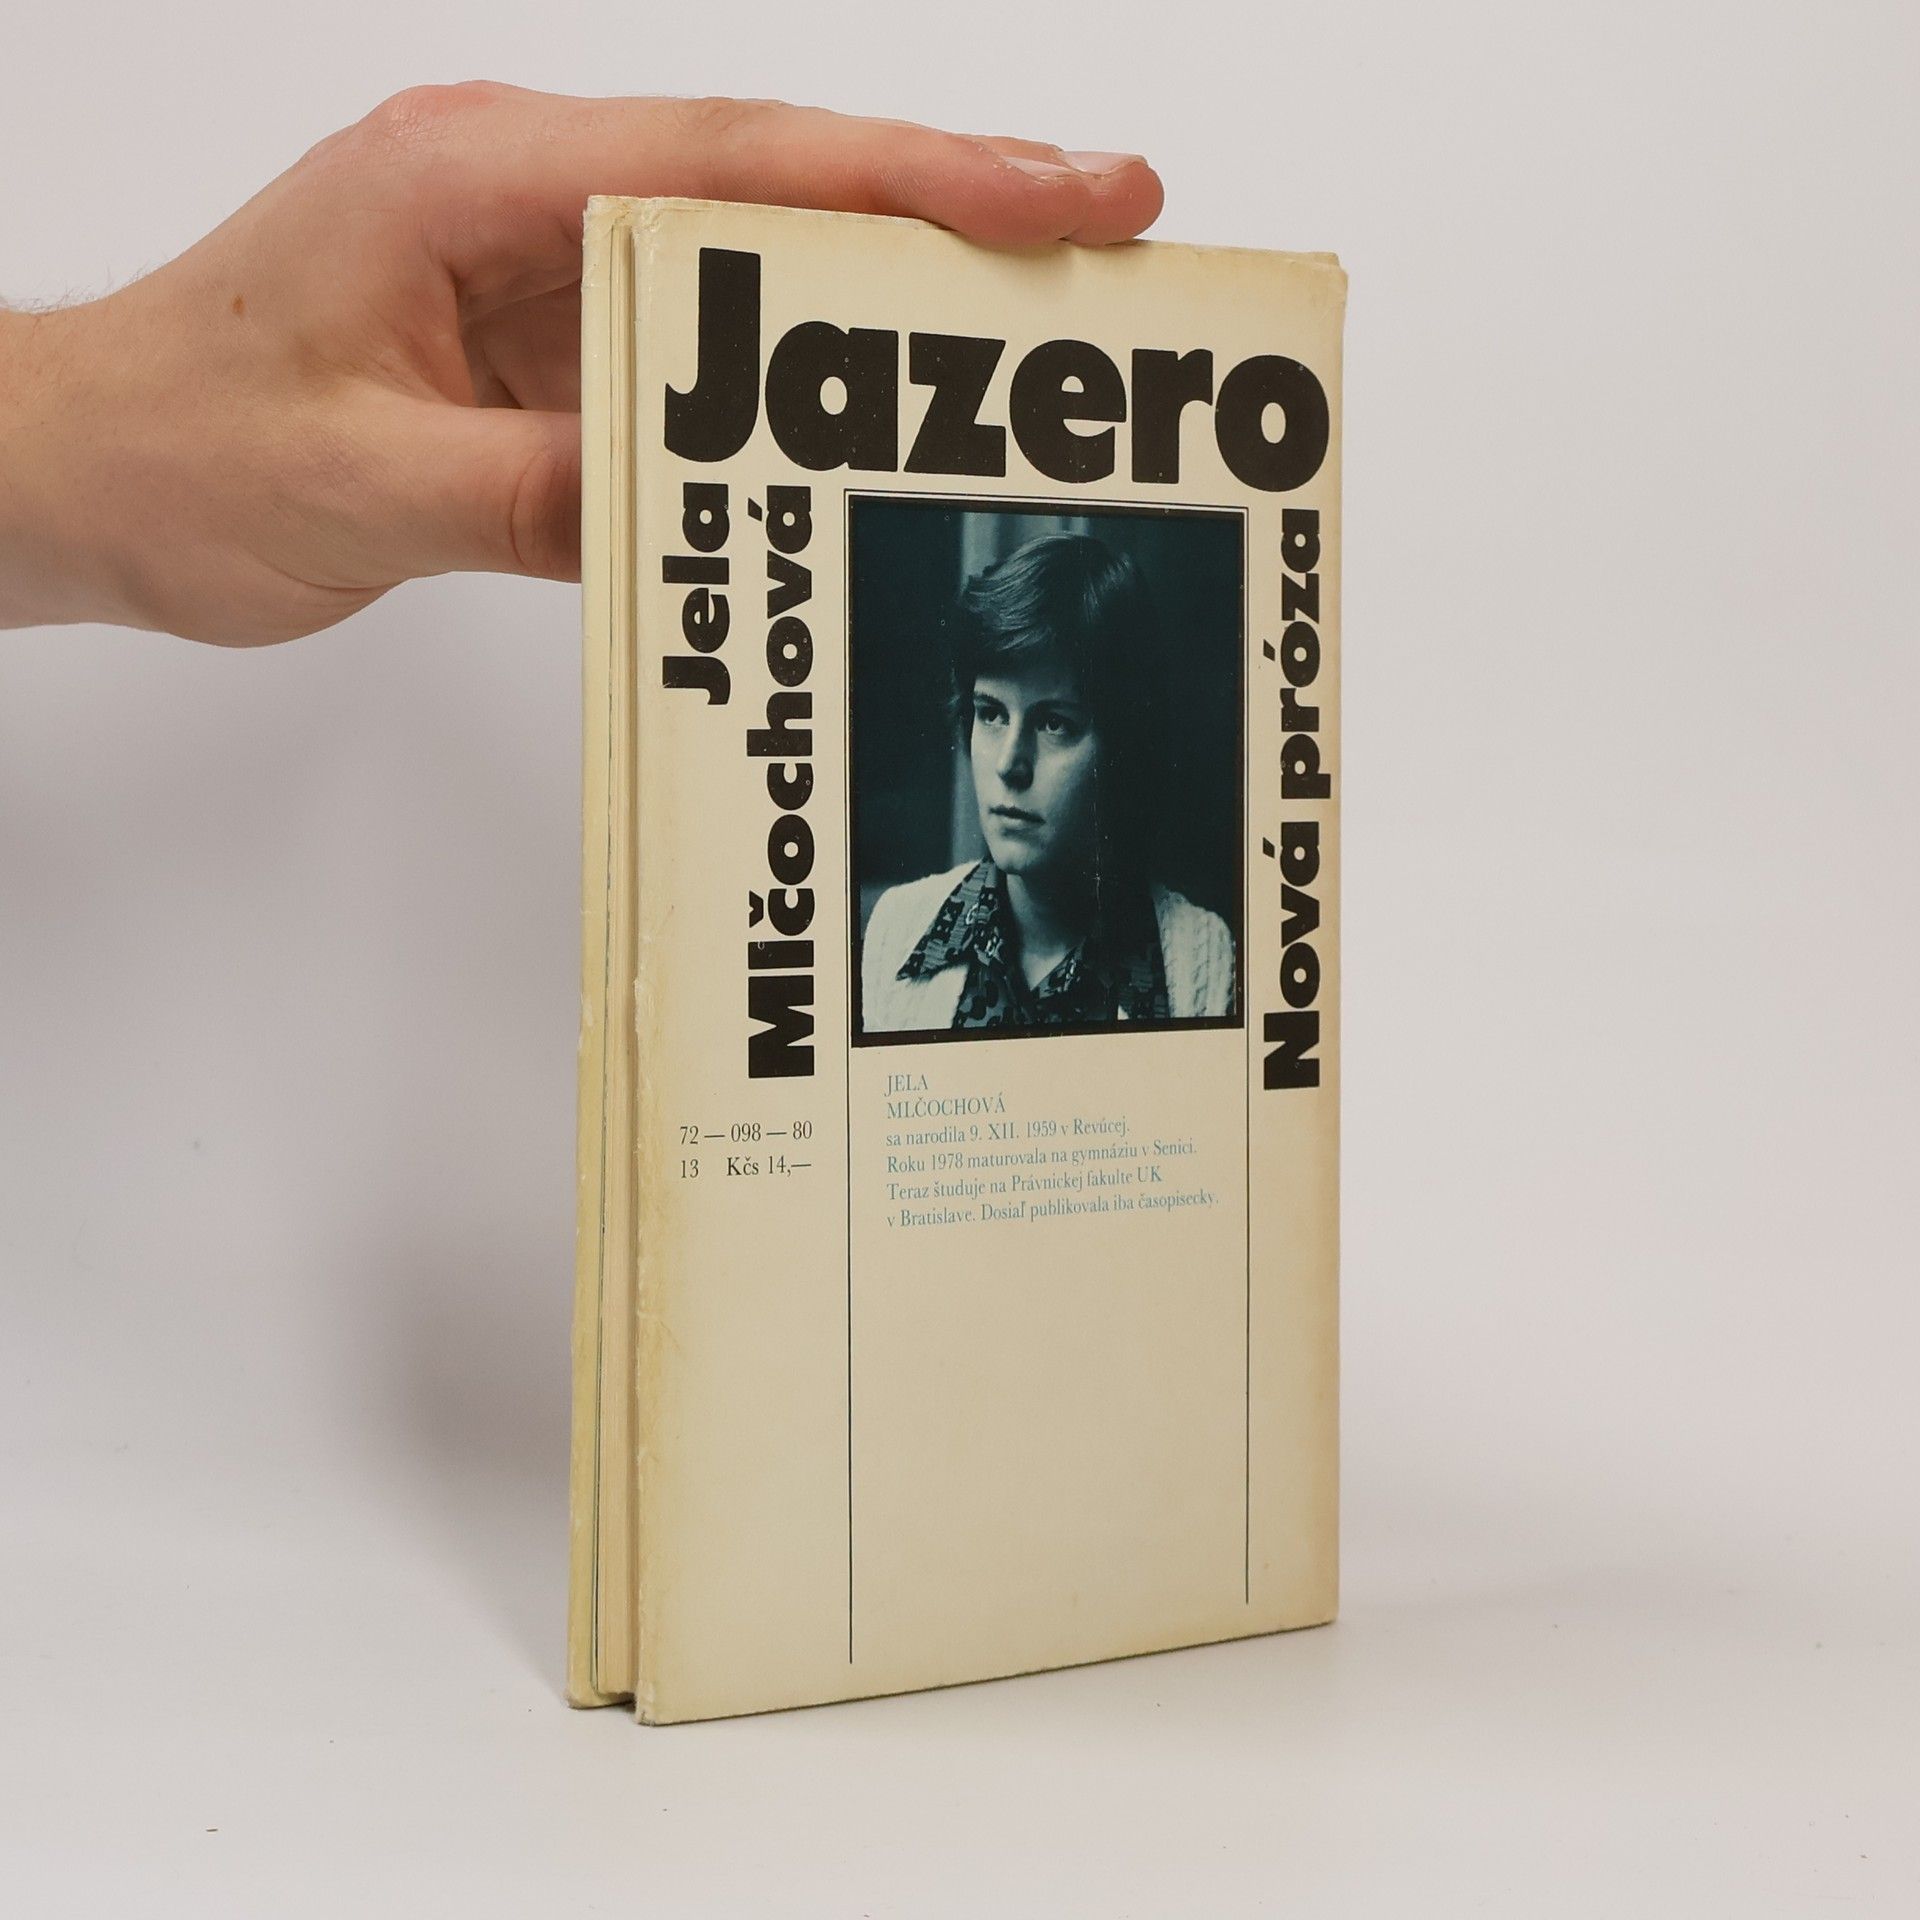 Jazero
Jela
Mlčochová
Nová próza
JELA
MLČOCHOVÁ
sa narodila 9. XII. 1959 v Revúcej.
Roku 1978 maturovala na gymnáziu v Senici.
Teraz študuje na Právnickej fakulte UK
v Bratislave. Dosiaľ publikovala iba časopisecky.
72 — 098 — 80
13 Kčs 14,—